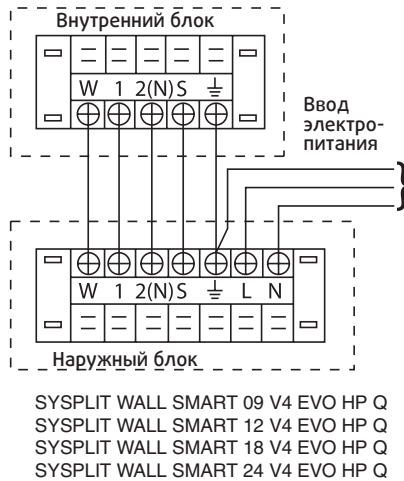 Внутренний блок
W 1 2(N) S ⏚
Ввод
электро-
питания
W 1 2(N) S ⏚ L N
Наружный блок
SYSPLIT WALL SMART 09 V4 EVO HP Q
SYSPLIT WALL SMART 12 V4 EVO HP Q
SYSPLIT WALL SMART 18 V4 EVO HP Q
SYSPLIT WALL SMART 24 V4 EVO HP Q